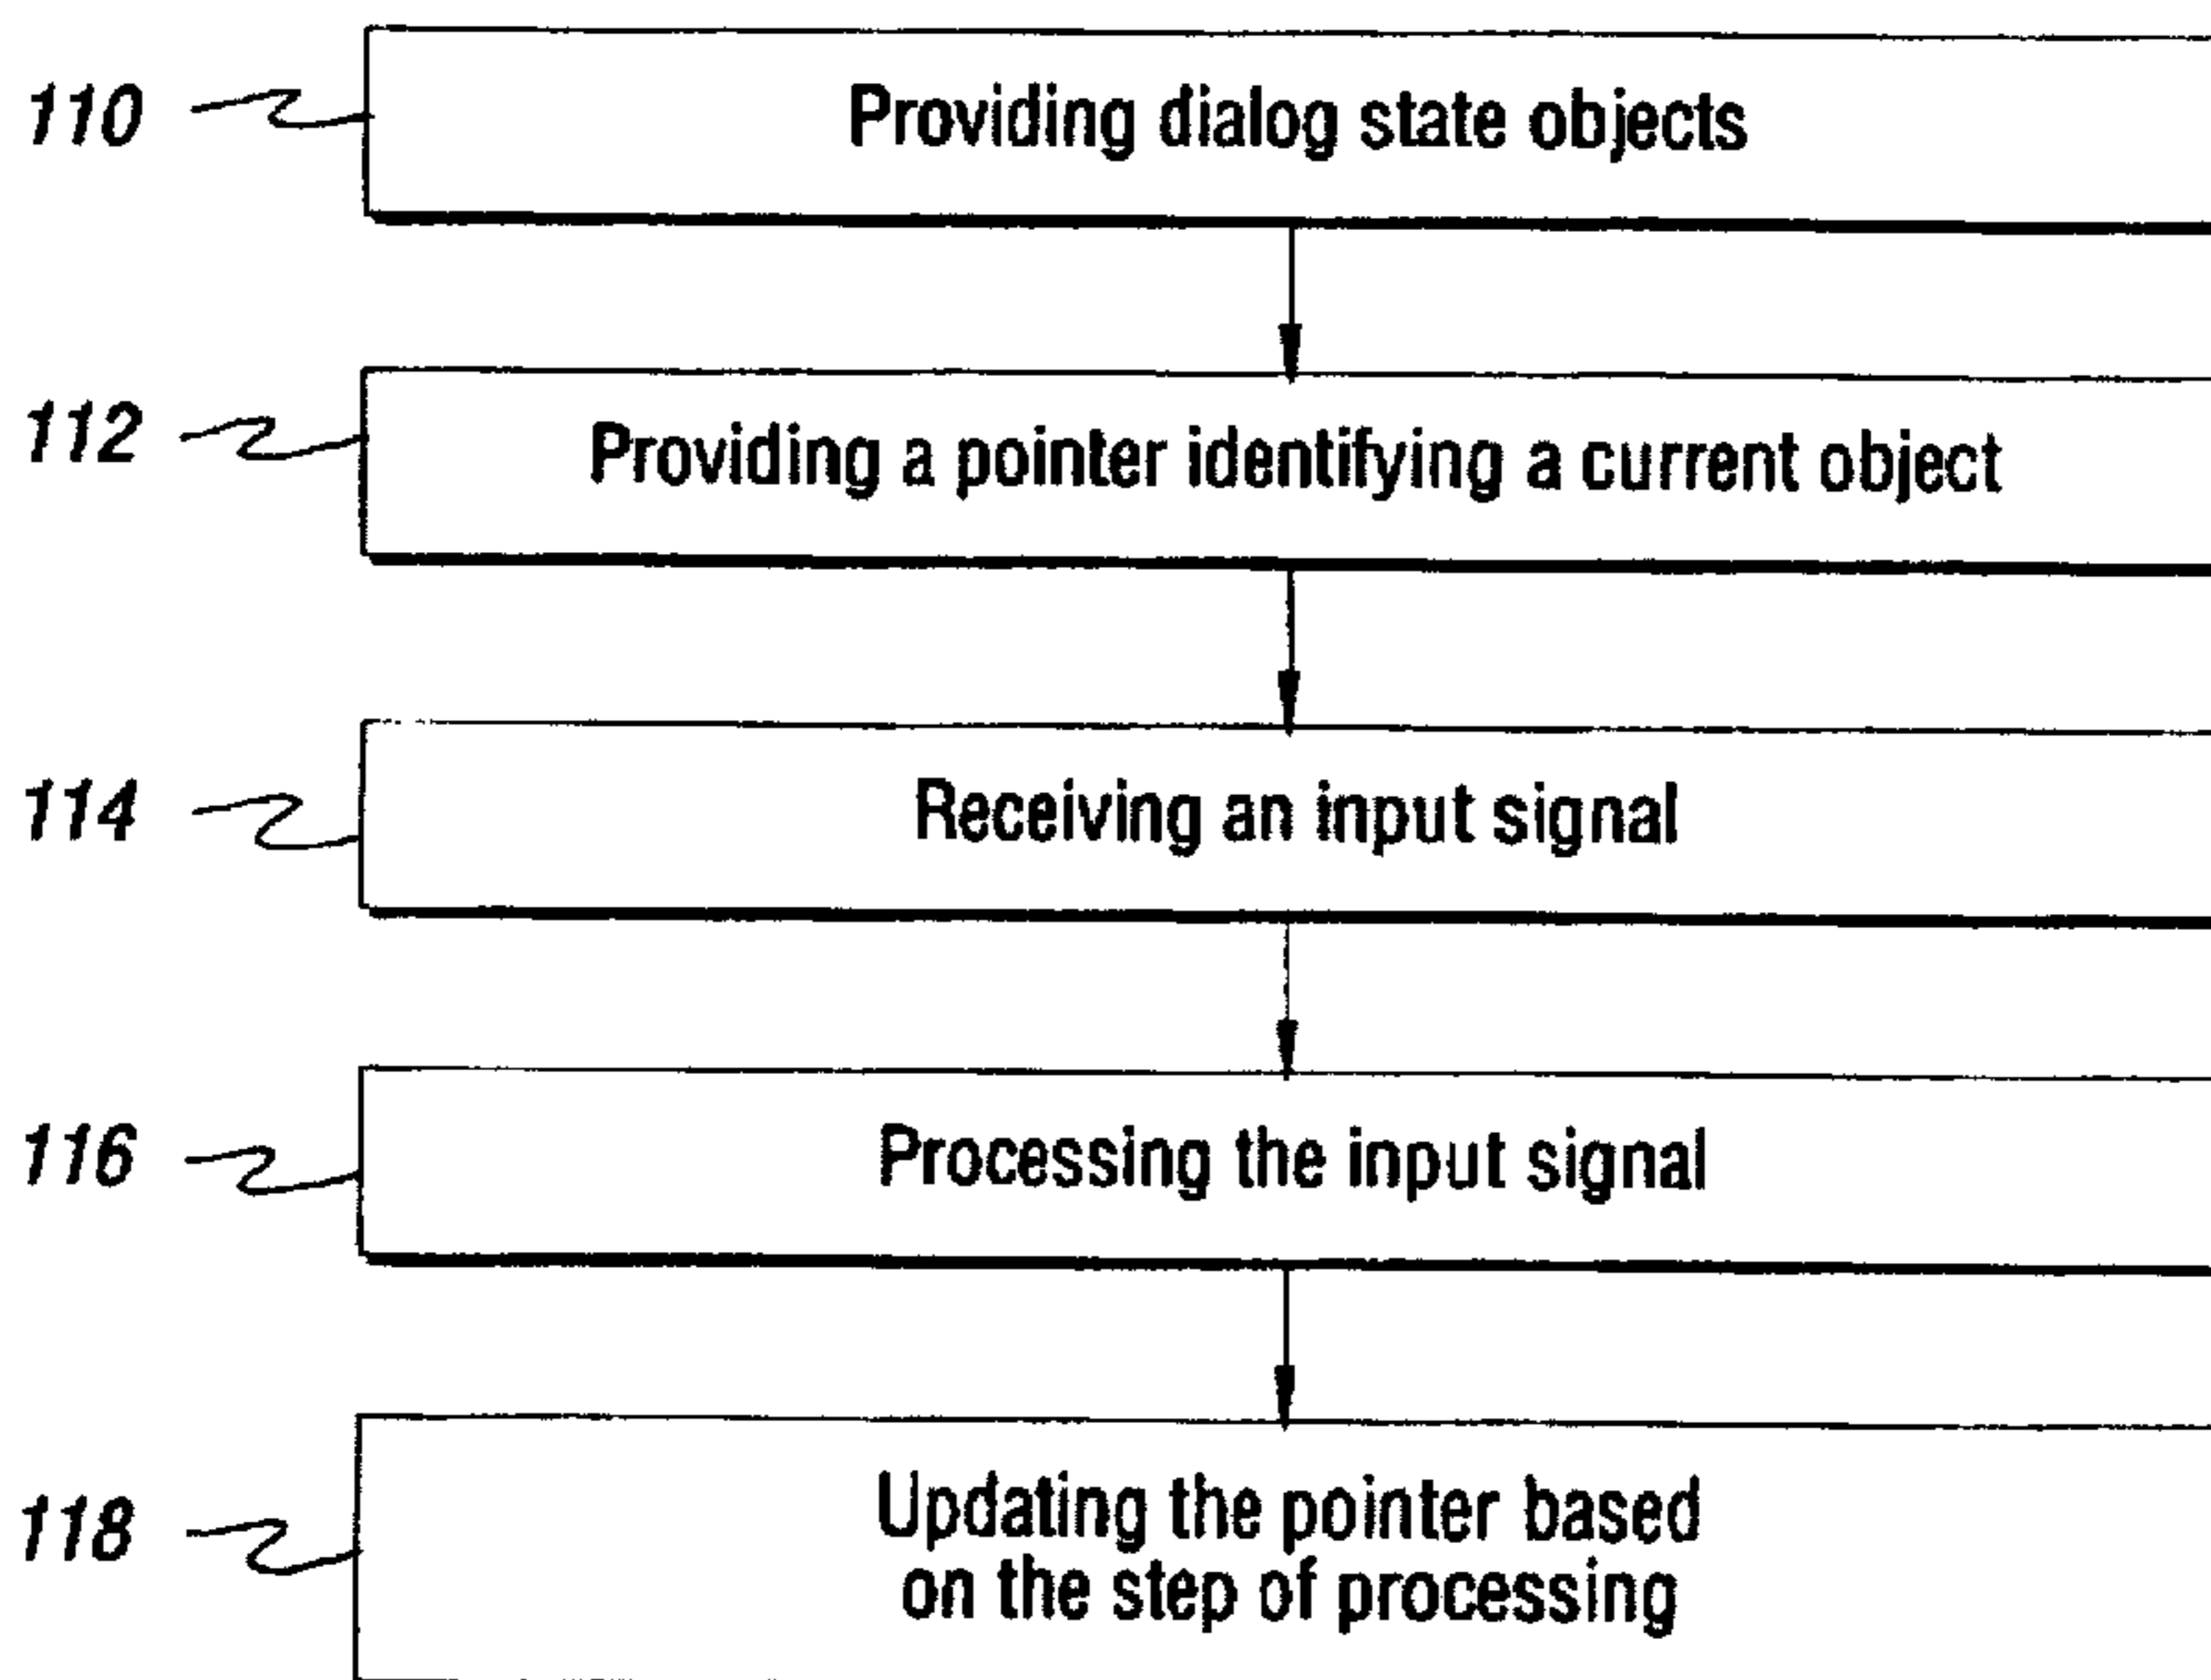 110
Providing dialog state objects
112
Providing a pointer identifying a current object
114
Receiving an input signal
116
Processing the input signal
118
Updating the pointer based
on the step of processing